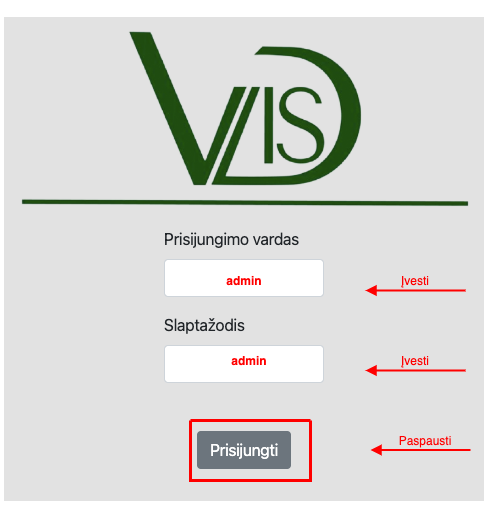 VDIS
Prisijungimo vardas
admin
Įvesti
Slaptažodis
admin
Įvesti
Prisijungti
Paspausti